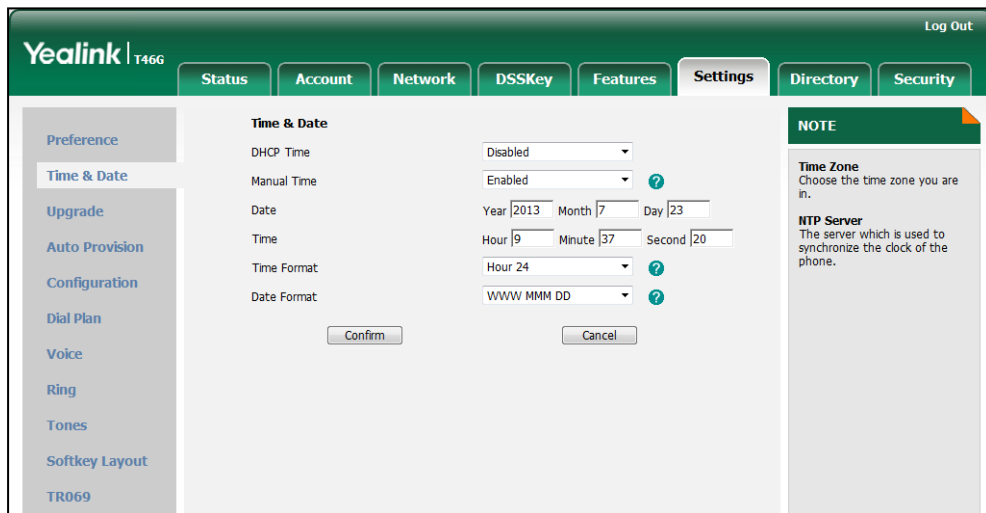 Log Out
Yealink T46G
Status Account Network DSSKey Features Settings Directory Security
Preference
Time & Date
Upgrade
Auto Provision
Configuration
Dial Plan
Voice
Ring
Tones
Softkey Layout
TR069
Time & Date
DHCP Time Disabled
Manual Time Enabled ?
Date Year 2013 Month 7 Day 23
Time Hour 9 Minute 37 Second 20
Time Format Hour 24 ?
Date Format WWW MMM DD ?
Confirm Cancel
NOTE
Time Zone
Choose the time zone you are
in.
NTP Server
The server which is used to
synchronize the clock of the
phone.